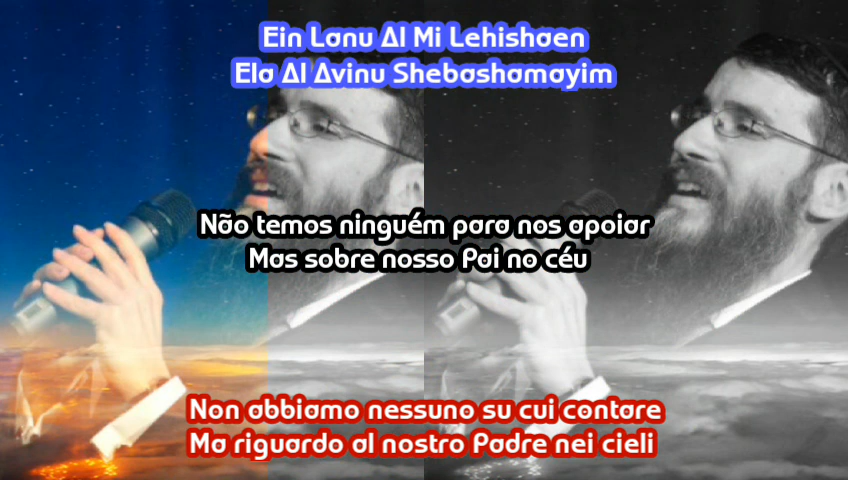 Ein Lanu Al Mi Lehishaen
Ela Al Avinu Shebashamayim
Não temos ninguém para nos apoiar
Mas sobre nosso Pai no céu
Non abbiamo nessuno su cui contare
Ma riguardo al nostro Padre nei cieli